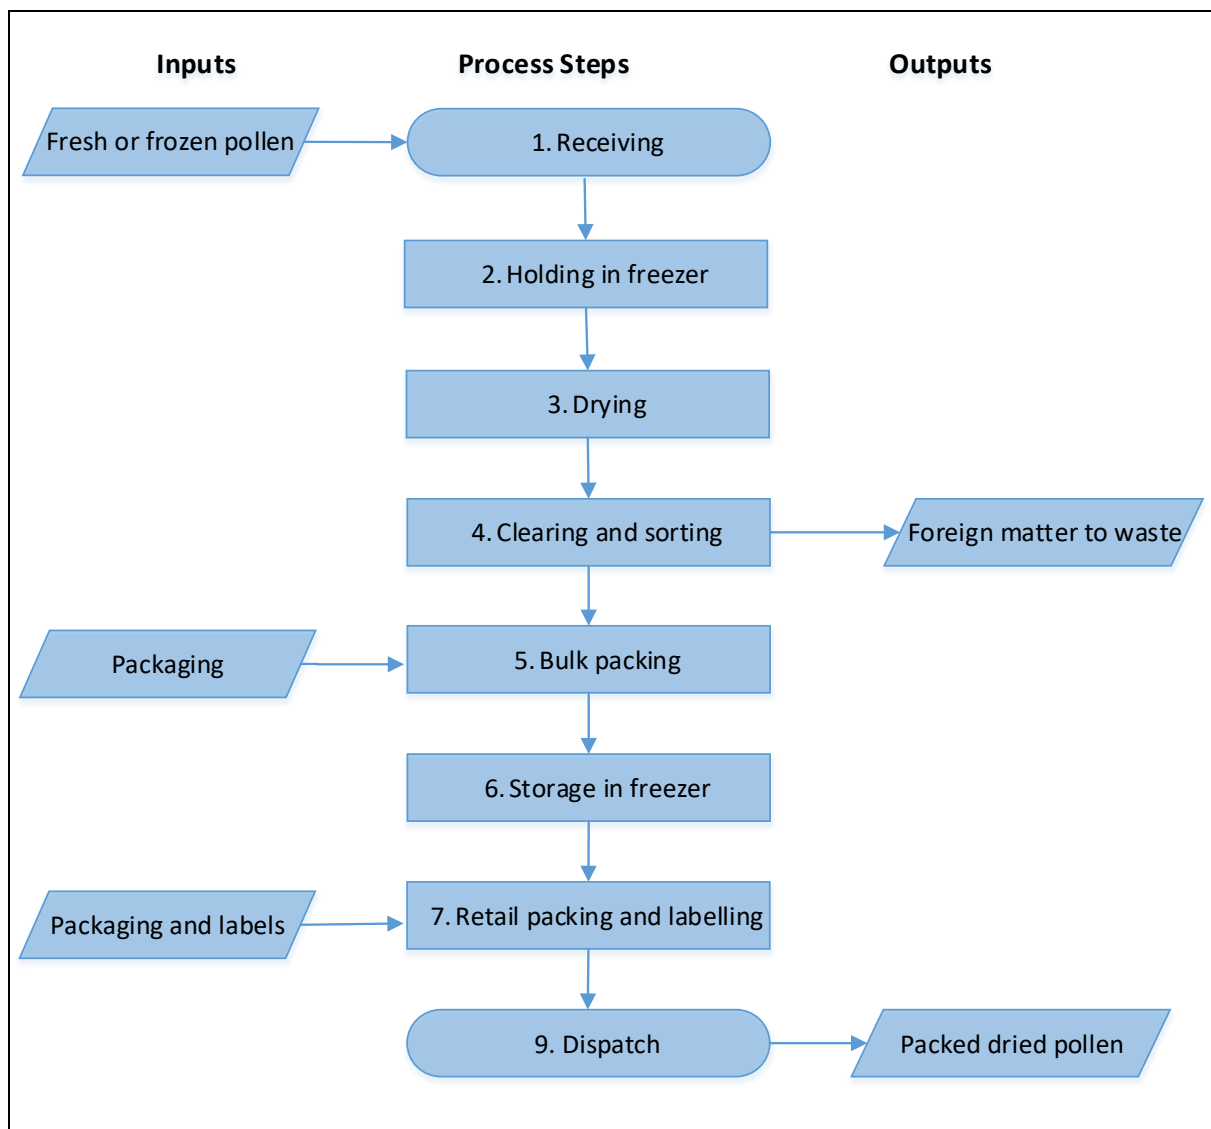 Inputs
Process Steps
Outputs
Fresh or frozen pollen
1. Receiving
2. Holding in freezer
3. Drying
4. Clearing and sorting
Foreign matter to waste
Packaging
5. Bulk packing
6. Storage in freezer
Packaging and labels
7. Retail packing and labelling
9. Dispatch
Packed dried pollen